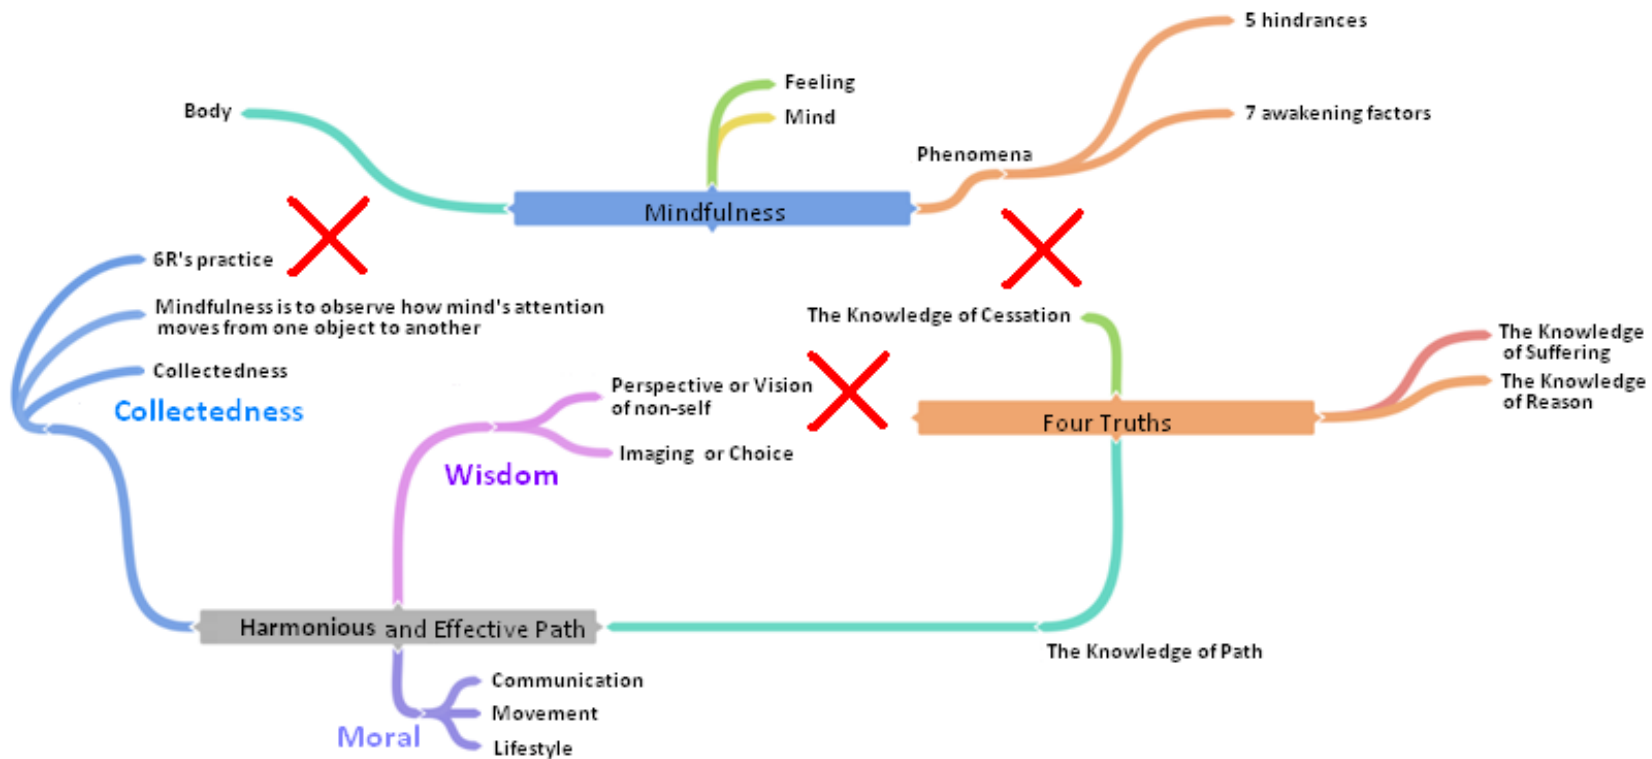 5 hindrances
Feeling
Body
Mind
7 awakening factors
Phenomena
Mindfulness
6R's practice
Mindfulness is to observe how mind's attention
moves from one object to another
The Knowledge of Cessation
The Knowledge
of Suffering
Collectedness
The Knowledge
of Reason
Perspective or Vision
of non-self
Collectedness
Four Truths
Imaging or Choice
Wisdom
Harmonious and Effective Path
The Knowledge of Path
Communication
Movement
Moral
Lifestyle